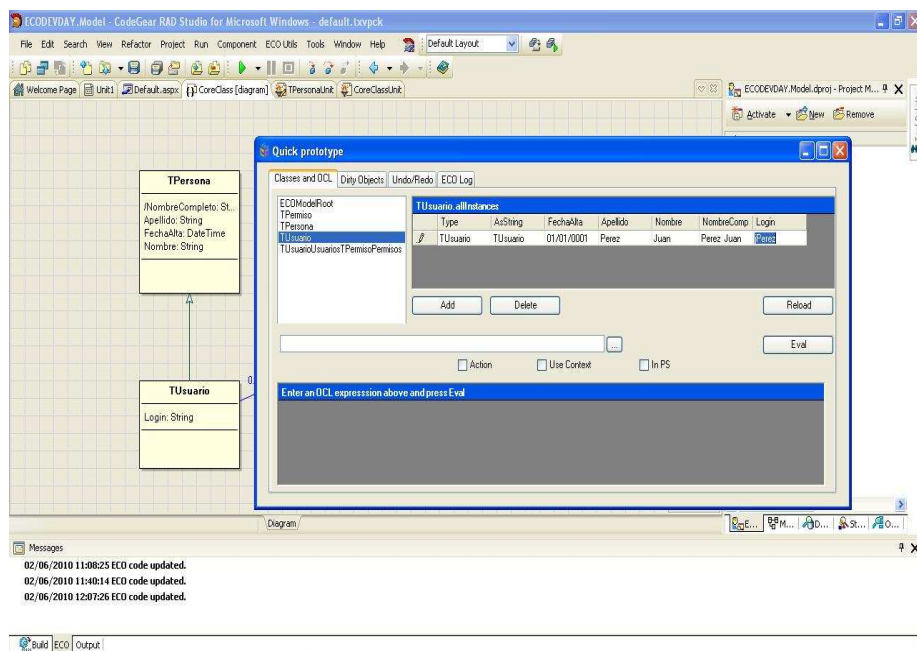 ECODEVDAY.Model - CodeGear RAD Studio for Microsoft Windows - default.txvpck
File Edit Search View Refactor Project Run Component ECO Utils Tools Window Help Default Layout
Welcome Page Unit1 Default.aspx CoreClass [diagram] TPersonaUnit CoreClassUnit
ECODEVDAY.Model.dproj - Project M...
Activate New Remove
Quick prototype
Classes and OCL Dirty Objects Undo/Redo ECO Log
ECOModelRoot
TPermiso
TPersona
TUsuario
TUsuarioUsuariosTPermisoPermisos
TUsuario.allInstances
Type AsString FechaAlta Apellido Nombre NombreComp Login
TUsuario TUsuario 01/01/0001 Perez Juan Perez Juan
Add Delete Reload
... Eval
Action Use Context In PS
Enter an OCL expresssion above and press Eval
TPersona
/NombreCompleto: St...
Apellido: String
FechaAlta: DateTime
Nombre: String
TUsuario
Login: String
0..
Diagram
E... M... D... St... O...
Messages
02/06/2010 11:08:25 ECO code updated.
02/06/2010 11:40:14 ECO code updated.
02/06/2010 12:07:26 ECO code updated.
Build ECO Output